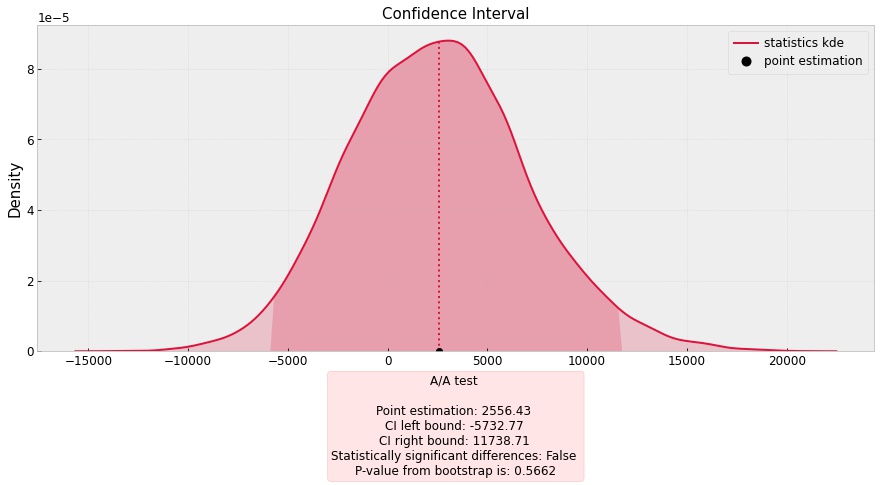 Confidence Interval
1e−5
statistics kde
point estimation
Density
8
6
4
2
0
−15000 −10000 −5000 0 5000 10000 15000 20000
A/A test
Point estimation: 2556.43
CI left bound: -5732.77
CI right bound: 11738.71
Statistically significant differences: False
P-value from bootstrap is: 0.5662